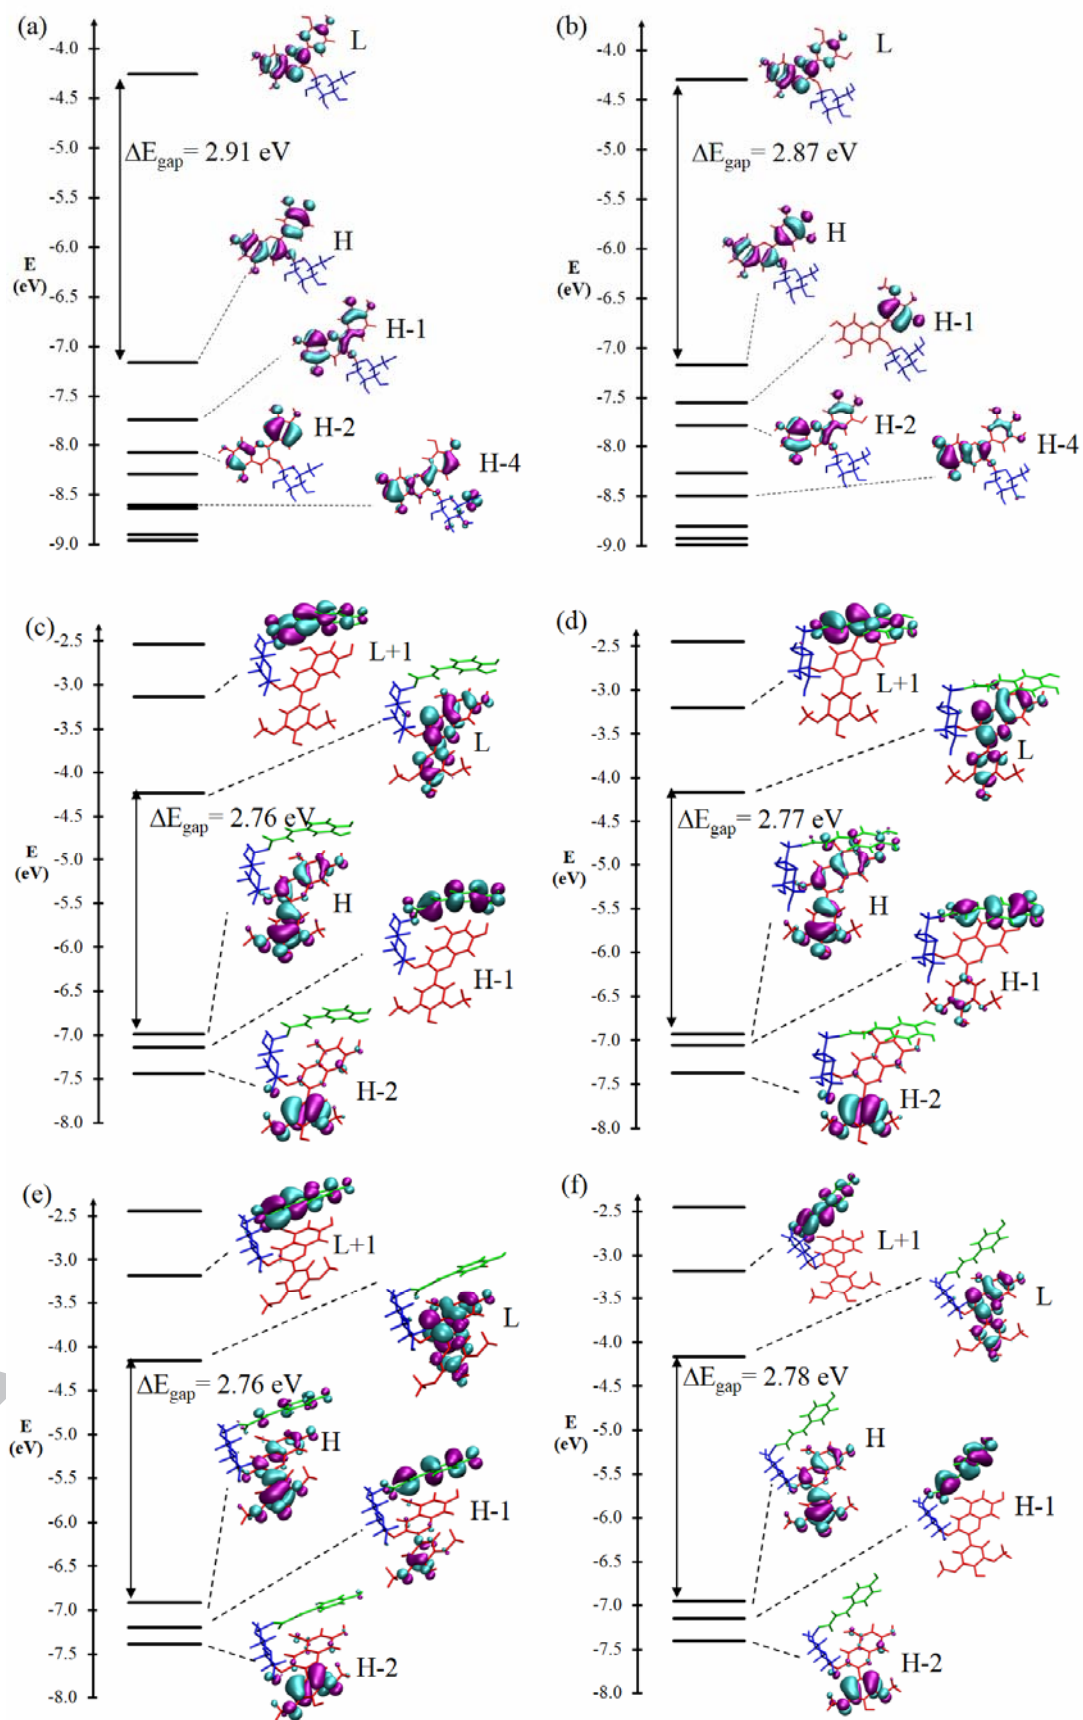 (a)
L
-4.0
-4.5
-5.0
-5.5
-6.0
-6.5
-7.0
-7.5
-8.0
-8.5
-9.0
E
(eV)
ΔEgap= 2.91 eV
H
H-1
H-2
H-4
(b)
L
-4.0
-4.5
-5.0
-5.5
-6.0
-6.5
-7.0
-7.5
-8.0
-8.5
-9.0
E
(eV)
ΔEgap= 2.87 eV
H
H-1
H-2
H-4
(c)
-2.5
-3.0
-3.5
-4.0
-4.5
-5.0
-5.5
-6.0
-6.5
-7.0
-7.5
-8.0
E
(eV)
L+1
L
ΔEgap= 2.76 eV
H
H-1
H-2
(d)
-2.5
-3.0
-3.5
-4.0
-4.5
-5.0
-5.5
-6.0
-6.5
-7.0
-7.5
-8.0
E
(eV)
L+1
L
ΔEgap= 2.77 eV
H
H-1
H-2
(e)
-2.5
-3.0
-3.5
-4.0
-4.5
-5.0
-5.5
-6.0
-6.5
-7.0
-7.5
-8.0
E
(eV)
L+1
L
ΔEgap= 2.76 eV
H
H-1
H-2
(f)
-2.5
-3.0
-3.5
-4.0
-4.5
-5.0
-5.5
-6.0
-6.5
-7.0
-7.5
-8.0
E
(eV)
L+1
L
ΔEgap= 2.78 eV
H
H-1
H-2